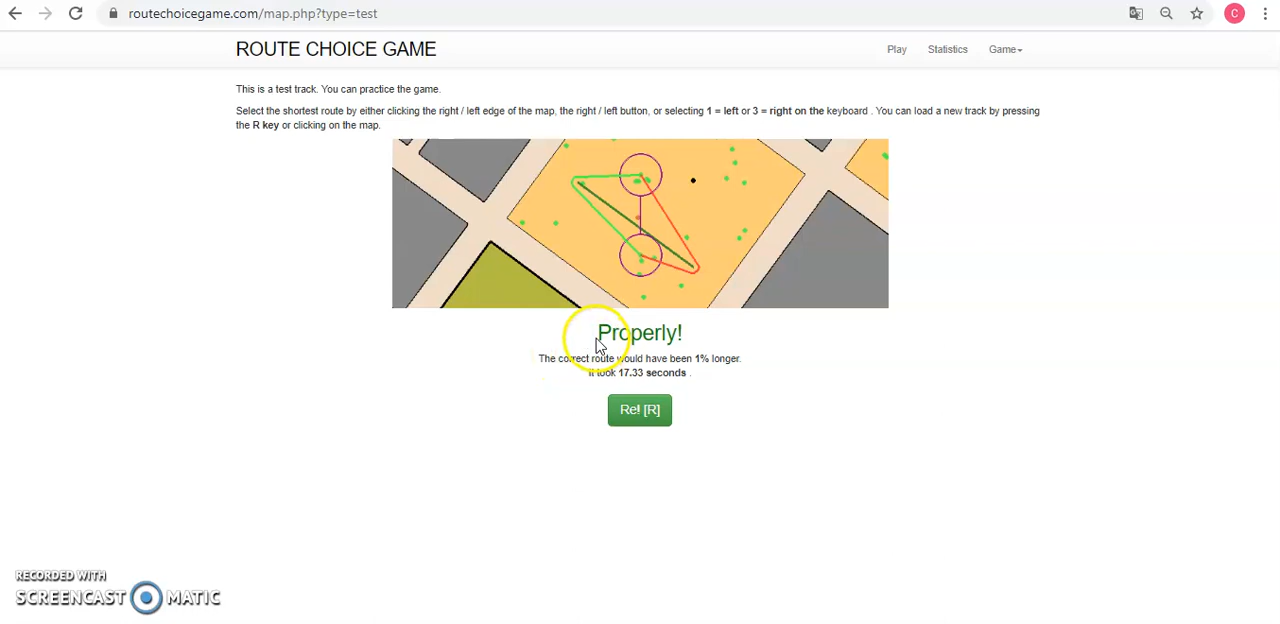 routechoicegame.com/map.php?type=test
C
ROUTE CHOICE GAME
Play
Statistics
Game
This is a test track. You can practice the game.
Select the shortest route by either clicking the right / left edge of the map, the right / left button, or selecting 1 = left or 3 = right on the keyboard . You can load a new track by pressing
the R key or clicking on the map.
Properly!
The correct route would have been 1% longer.
It took 17.33 seconds .
Re! [R]
RECORDED WITH
SCREENCAST MATIC